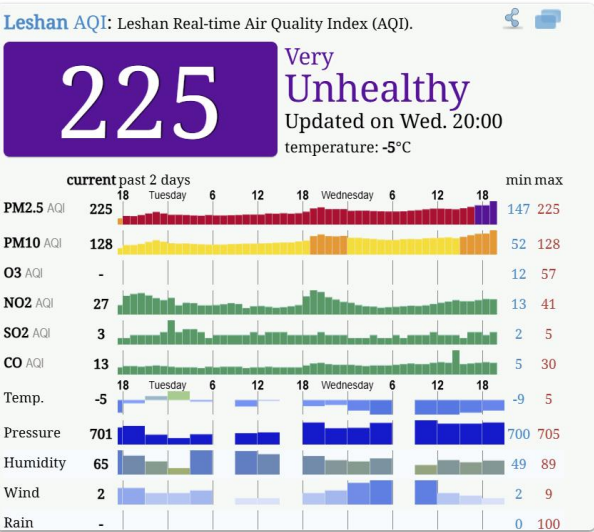 Leshan AQI: Leshan Real-time Air Quality Index (AQI).
225
Very
Unhealthy
Updated on Wed. 20:00
temperature: -5°C
current past 2 days min max
18 Tuesday 6 12 18 Wednesday 6 12 18
PM2.5 AQI 225 147 225
PM10 AQI 128 52 128
O3 AQI - 12 57
NO2 AQI 27 13 41
SO2 AQI 3 2 5
CO AQI 13 5 30
18 Tuesday 6 12 18 Wednesday 6 12 18
Temp. -5 -9 5
Pressure 701 700 705
Humidity 65 49 89
Wind 2 2 9
Rain - 0 100